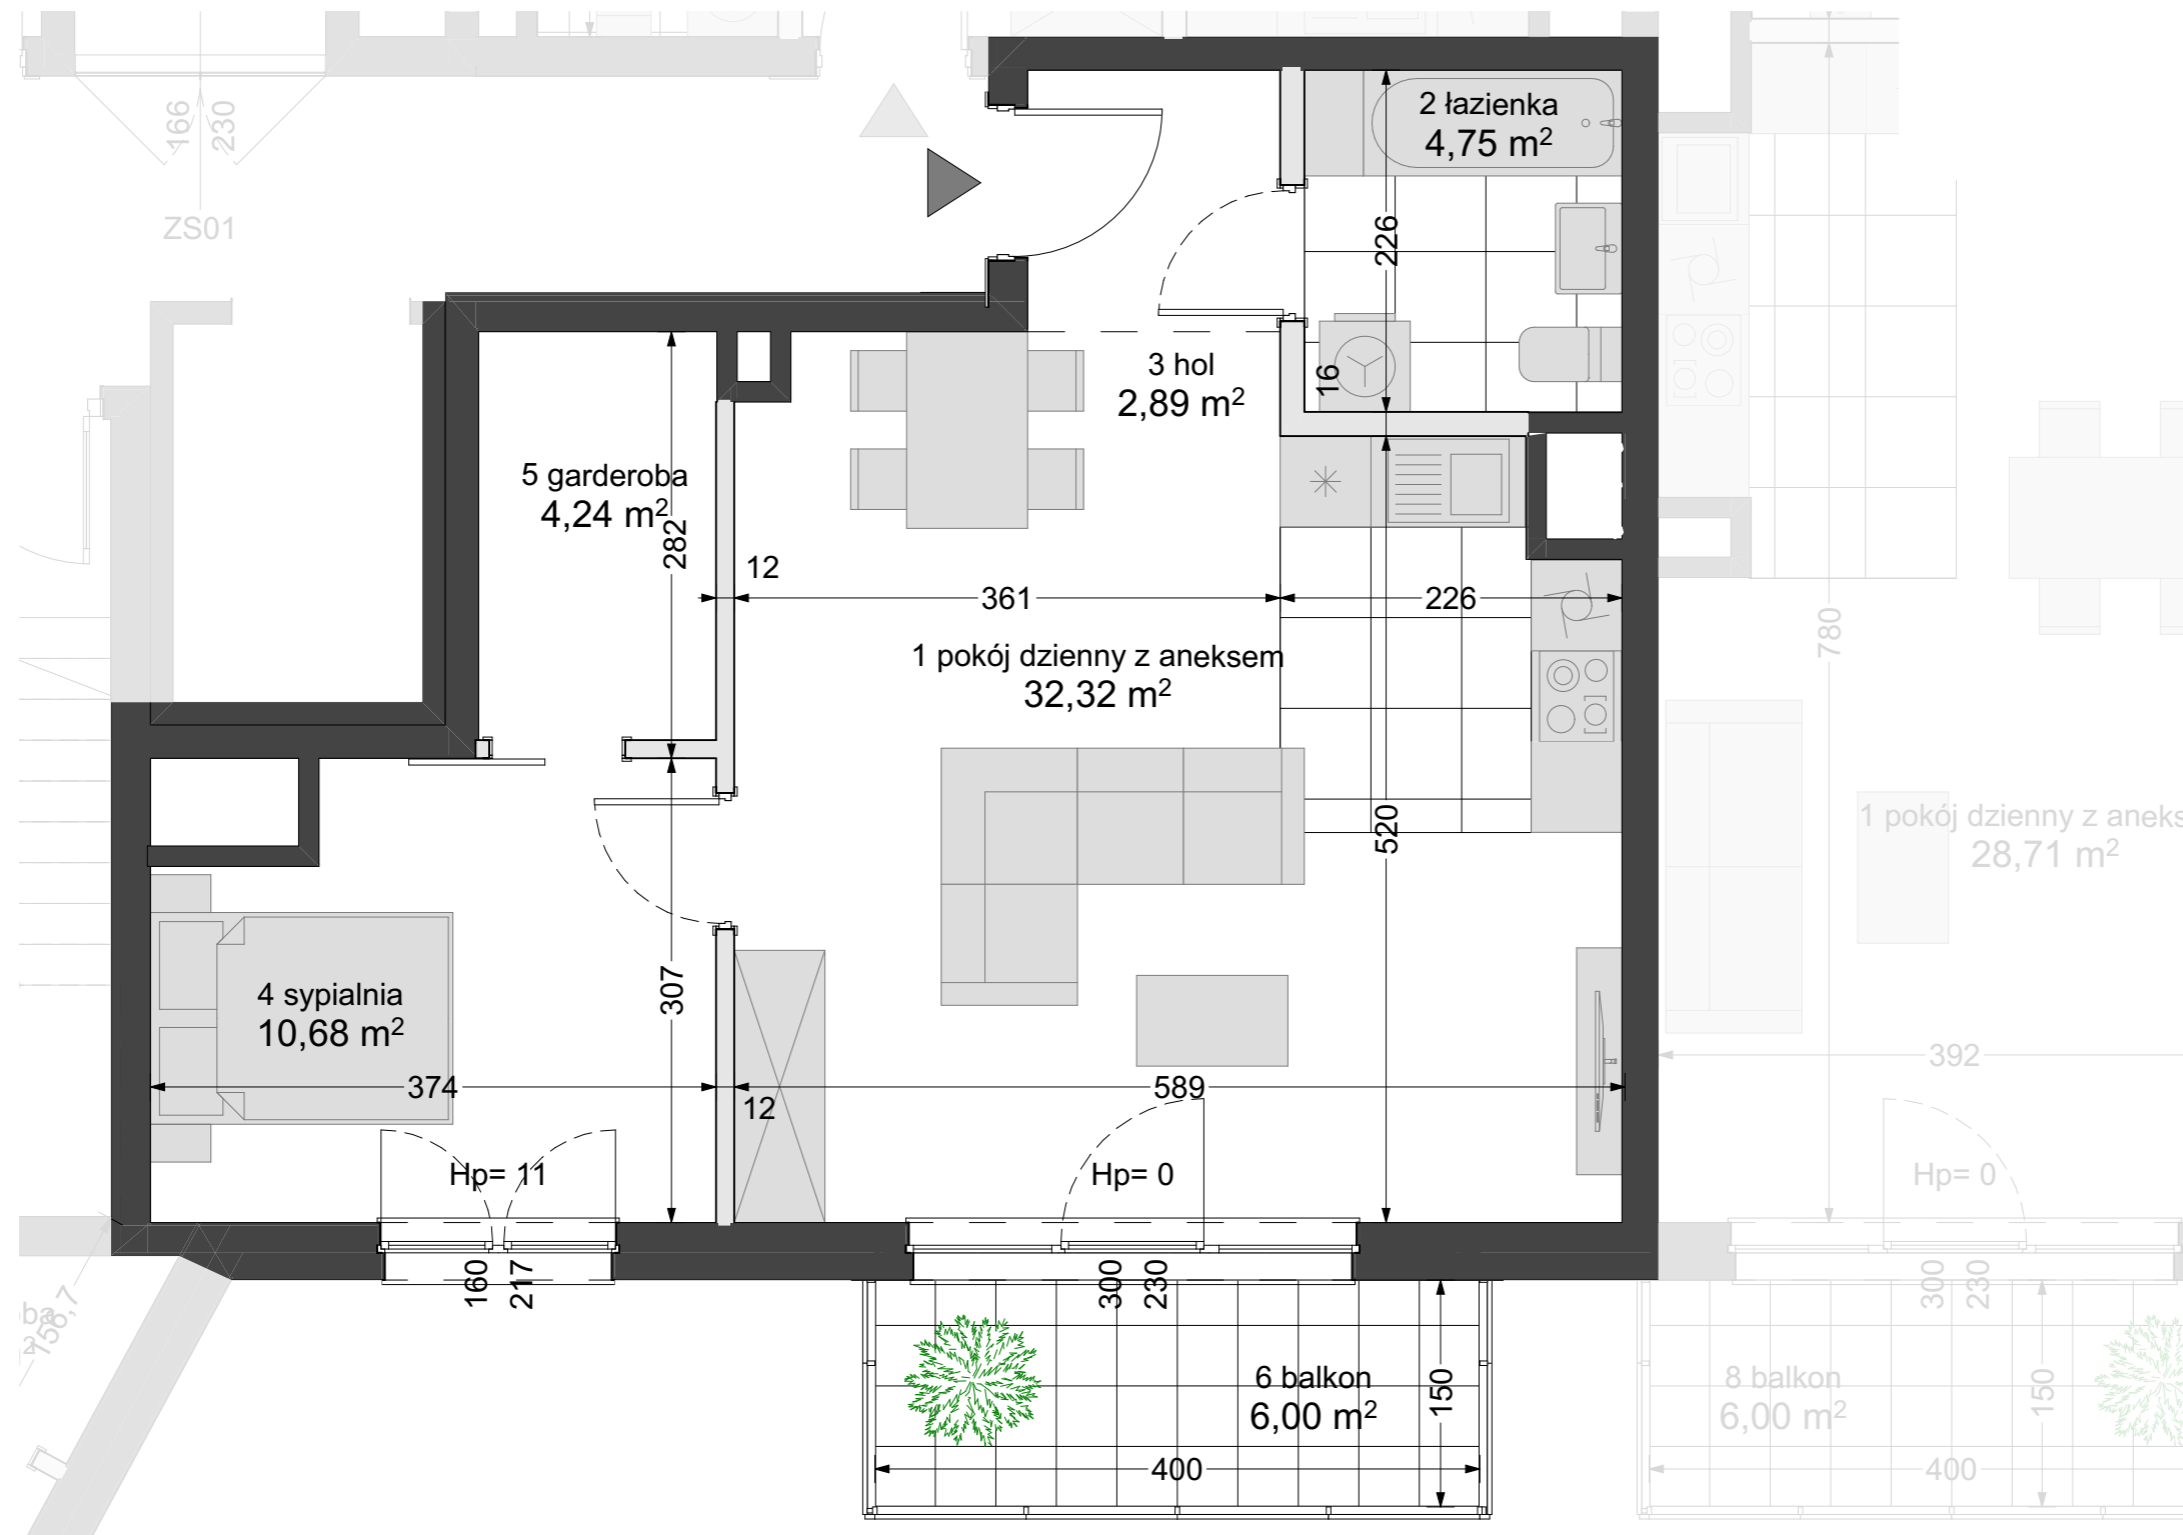 166
230
ZS01
2 łazienka
4,75 m²
226
16
3 hol
2,89 m²
5 garderoba
4,24 m²
282
12
361
226
1 pokój dzienny z aneksem
32,32 m²
780
520
1 pokój dzienny z aneks
28,71 m²
307
4 sypialnia
10,68 m²
374
12
589
392
Hp= 11
Hp= 0
Hp= 0
160
217
300
230
300
230
ba
2
156,7
6 balkon
6,00 m²
150
400
8 balkon
6,00 m²
150
400